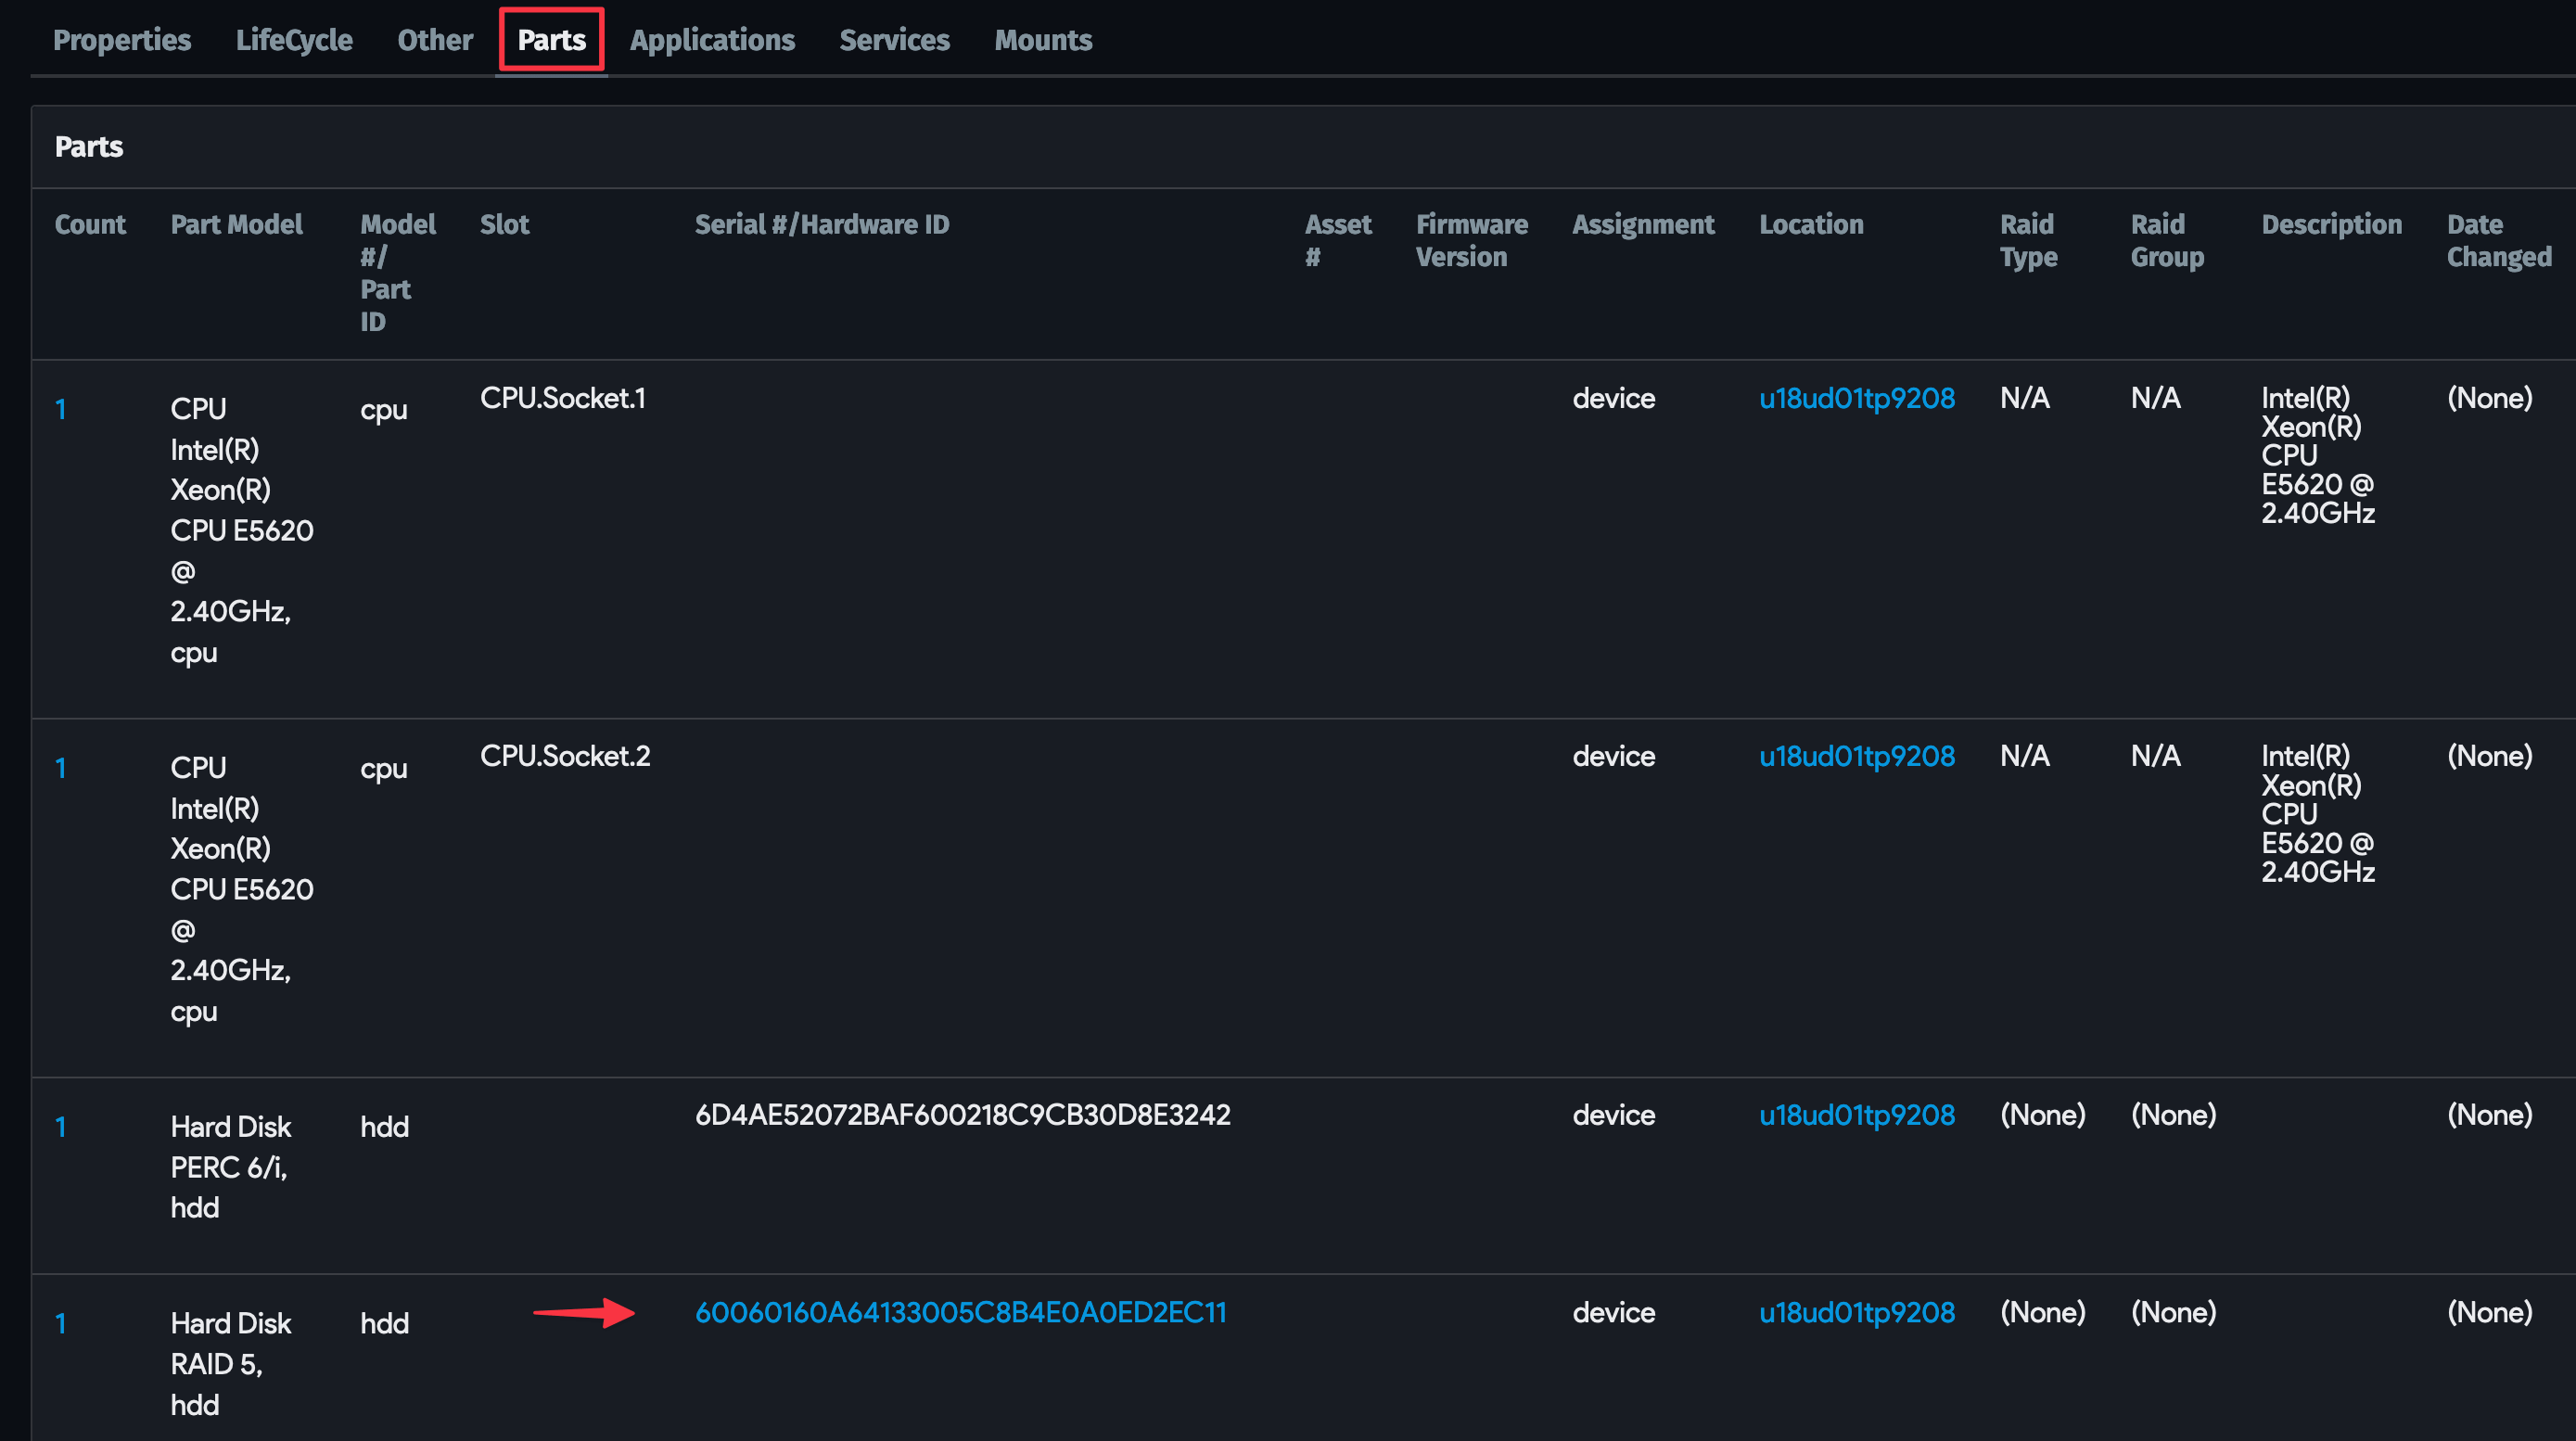 Properties LifeCycle Other Parts Applications Services Mounts
Parts
Count Part Model Model #/ Part ID Slot Serial #/Hardware ID Asset # Firmware Version Assignment Location Raid Type Raid Group Description Date Changed
1 CPU Intel(R) Xeon(R) CPU E5620 @ 2.40GHz, cpu cpu CPU.Socket.1 device u18ud01tp9208 N/A N/A Intel(R) Xeon(R) CPU E5620 @ 2.40GHz (None)
1 CPU Intel(R) Xeon(R) CPU E5620 @ 2.40GHz, cpu cpu CPU.Socket.2 device u18ud01tp9208 N/A N/A Intel(R) Xeon(R) CPU E5620 @ 2.40GHz (None)
1 Hard Disk PERC 6/i, hdd hdd 6D4AE52072BAF600218C9CB30D8E3242 device u18ud01tp9208 (None) (None) (None)
1 Hard Disk RAID 5, hdd hdd 60060160A64133005C8B4E0A0ED2EC11 device u18ud01tp9208 (None) (None) (None)